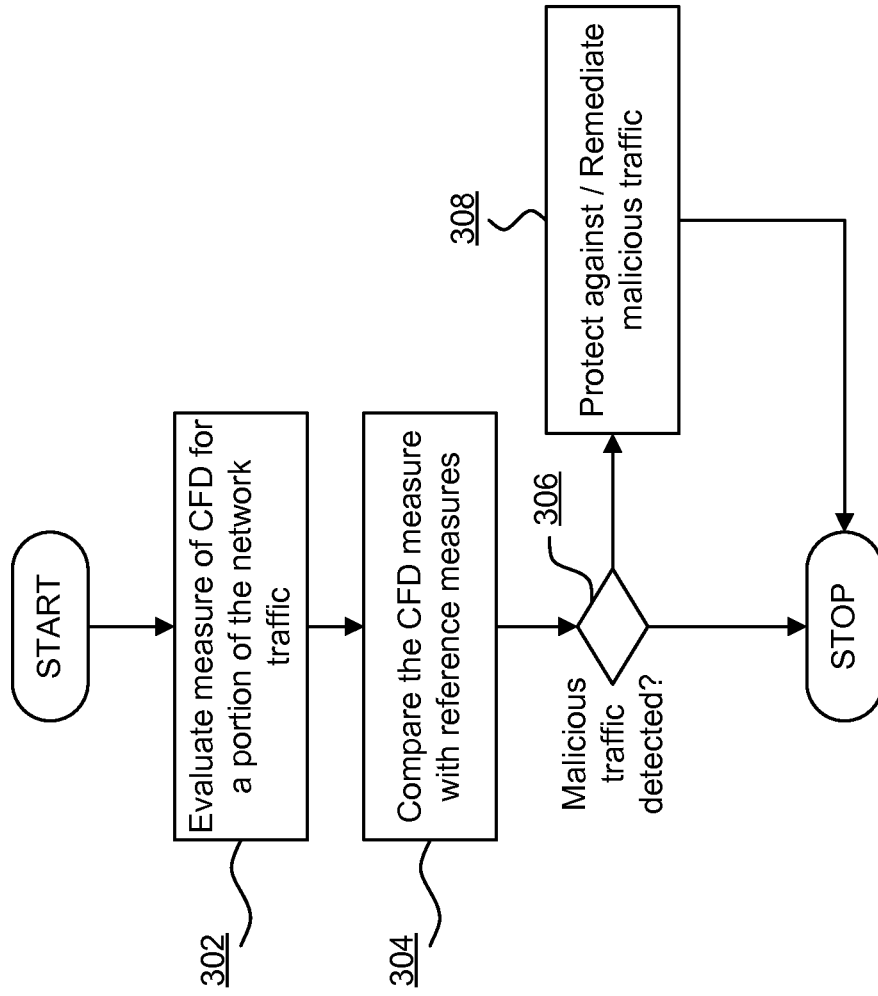 START
302
Evaluate measure of CFD for
a portion of the network
traffic
304
Compare the CFD measure
with reference measures
Malicious
traffic
detected?
306
308
Protect against / Remediate
malicious traffic
STOP